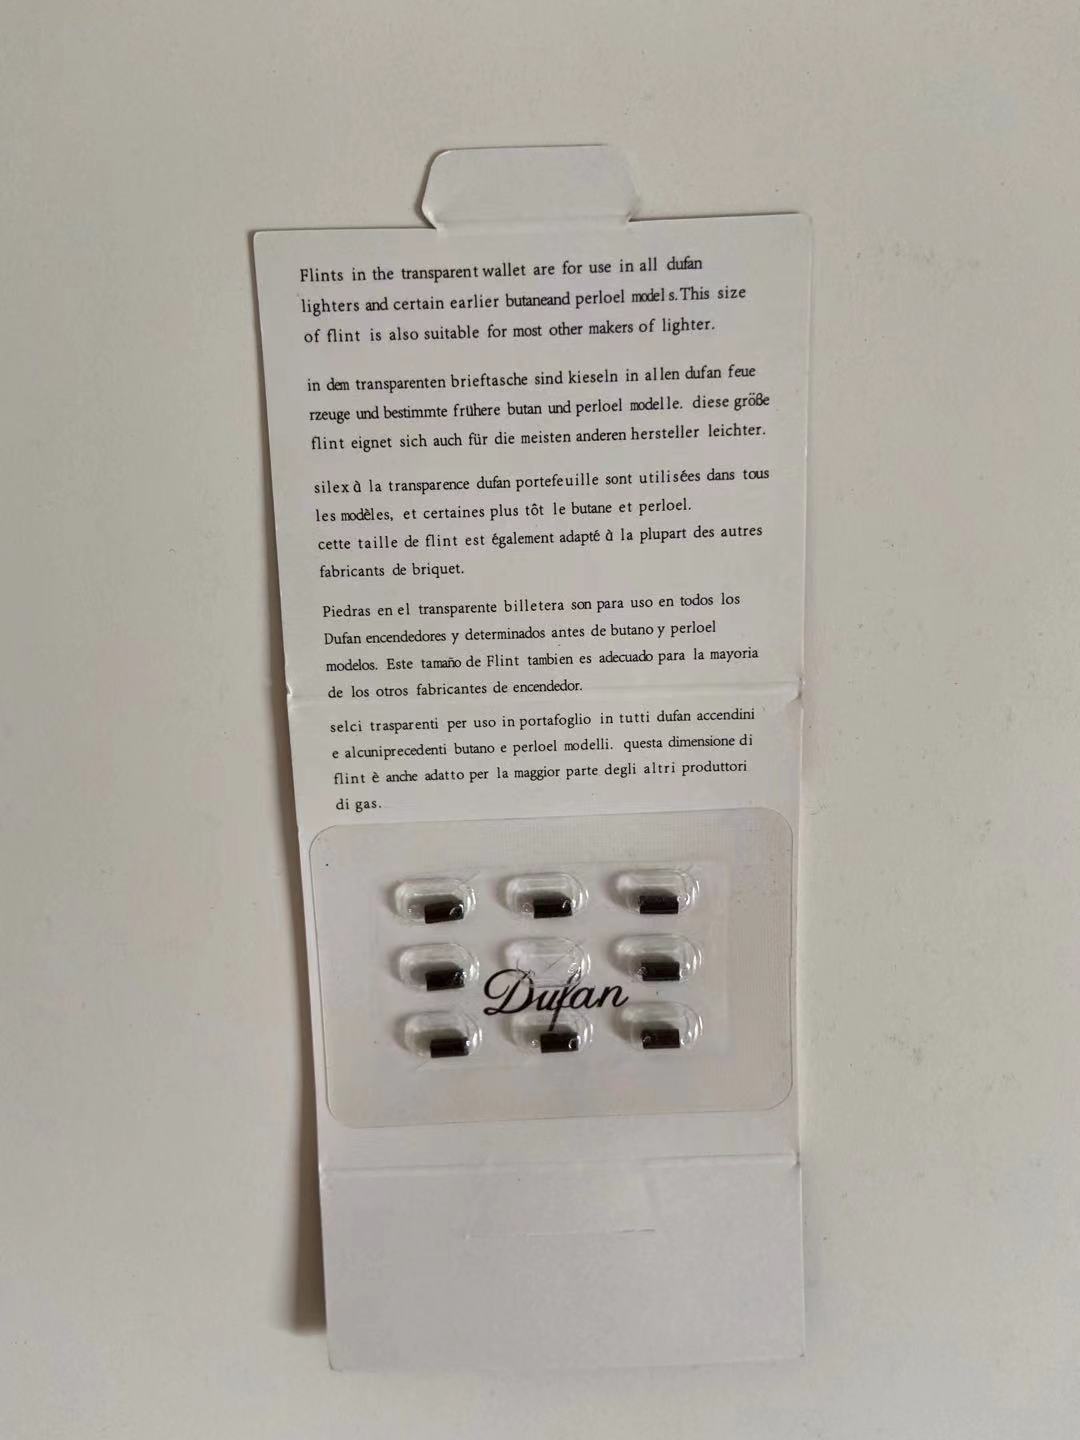 Flints in the transparent wallet are for use in all dufan
lighters and certain earlier butaneand perloel model s.This size
of flint is also suitable for most other makers of lighter.
in dem transparenten brieftasche sind kieseln in allen dufan feue
rzeuge und bestimmte frühere butan und perloel modelle. diese größe
flint eignet sich auch für die meisten anderen hersteller leichter.
silex à la transparence dufan portefeuille sont utilisées dans tous
les modèles, et certaines plus tôt le butane et perloel.
cette taille de flint est également adapté à la plupart des autres
fabricants de briquet.
Piedras en el transparente billetera son para uso en todos los
Dufan encendedores y determinados antes de butano y perloel
modelos. Este tamaño de Flint tambien es adecuado para la mayoria
de los otros fabricantes de encendedor.
selci trasparenti per uso in portafoglio in tutti dufan accendini
e alcuniprecedenti butano e perloel modelli. questa dimensione di
flint è anche adatto per la maggior parte degli altri produttori
di gas.
Dufan